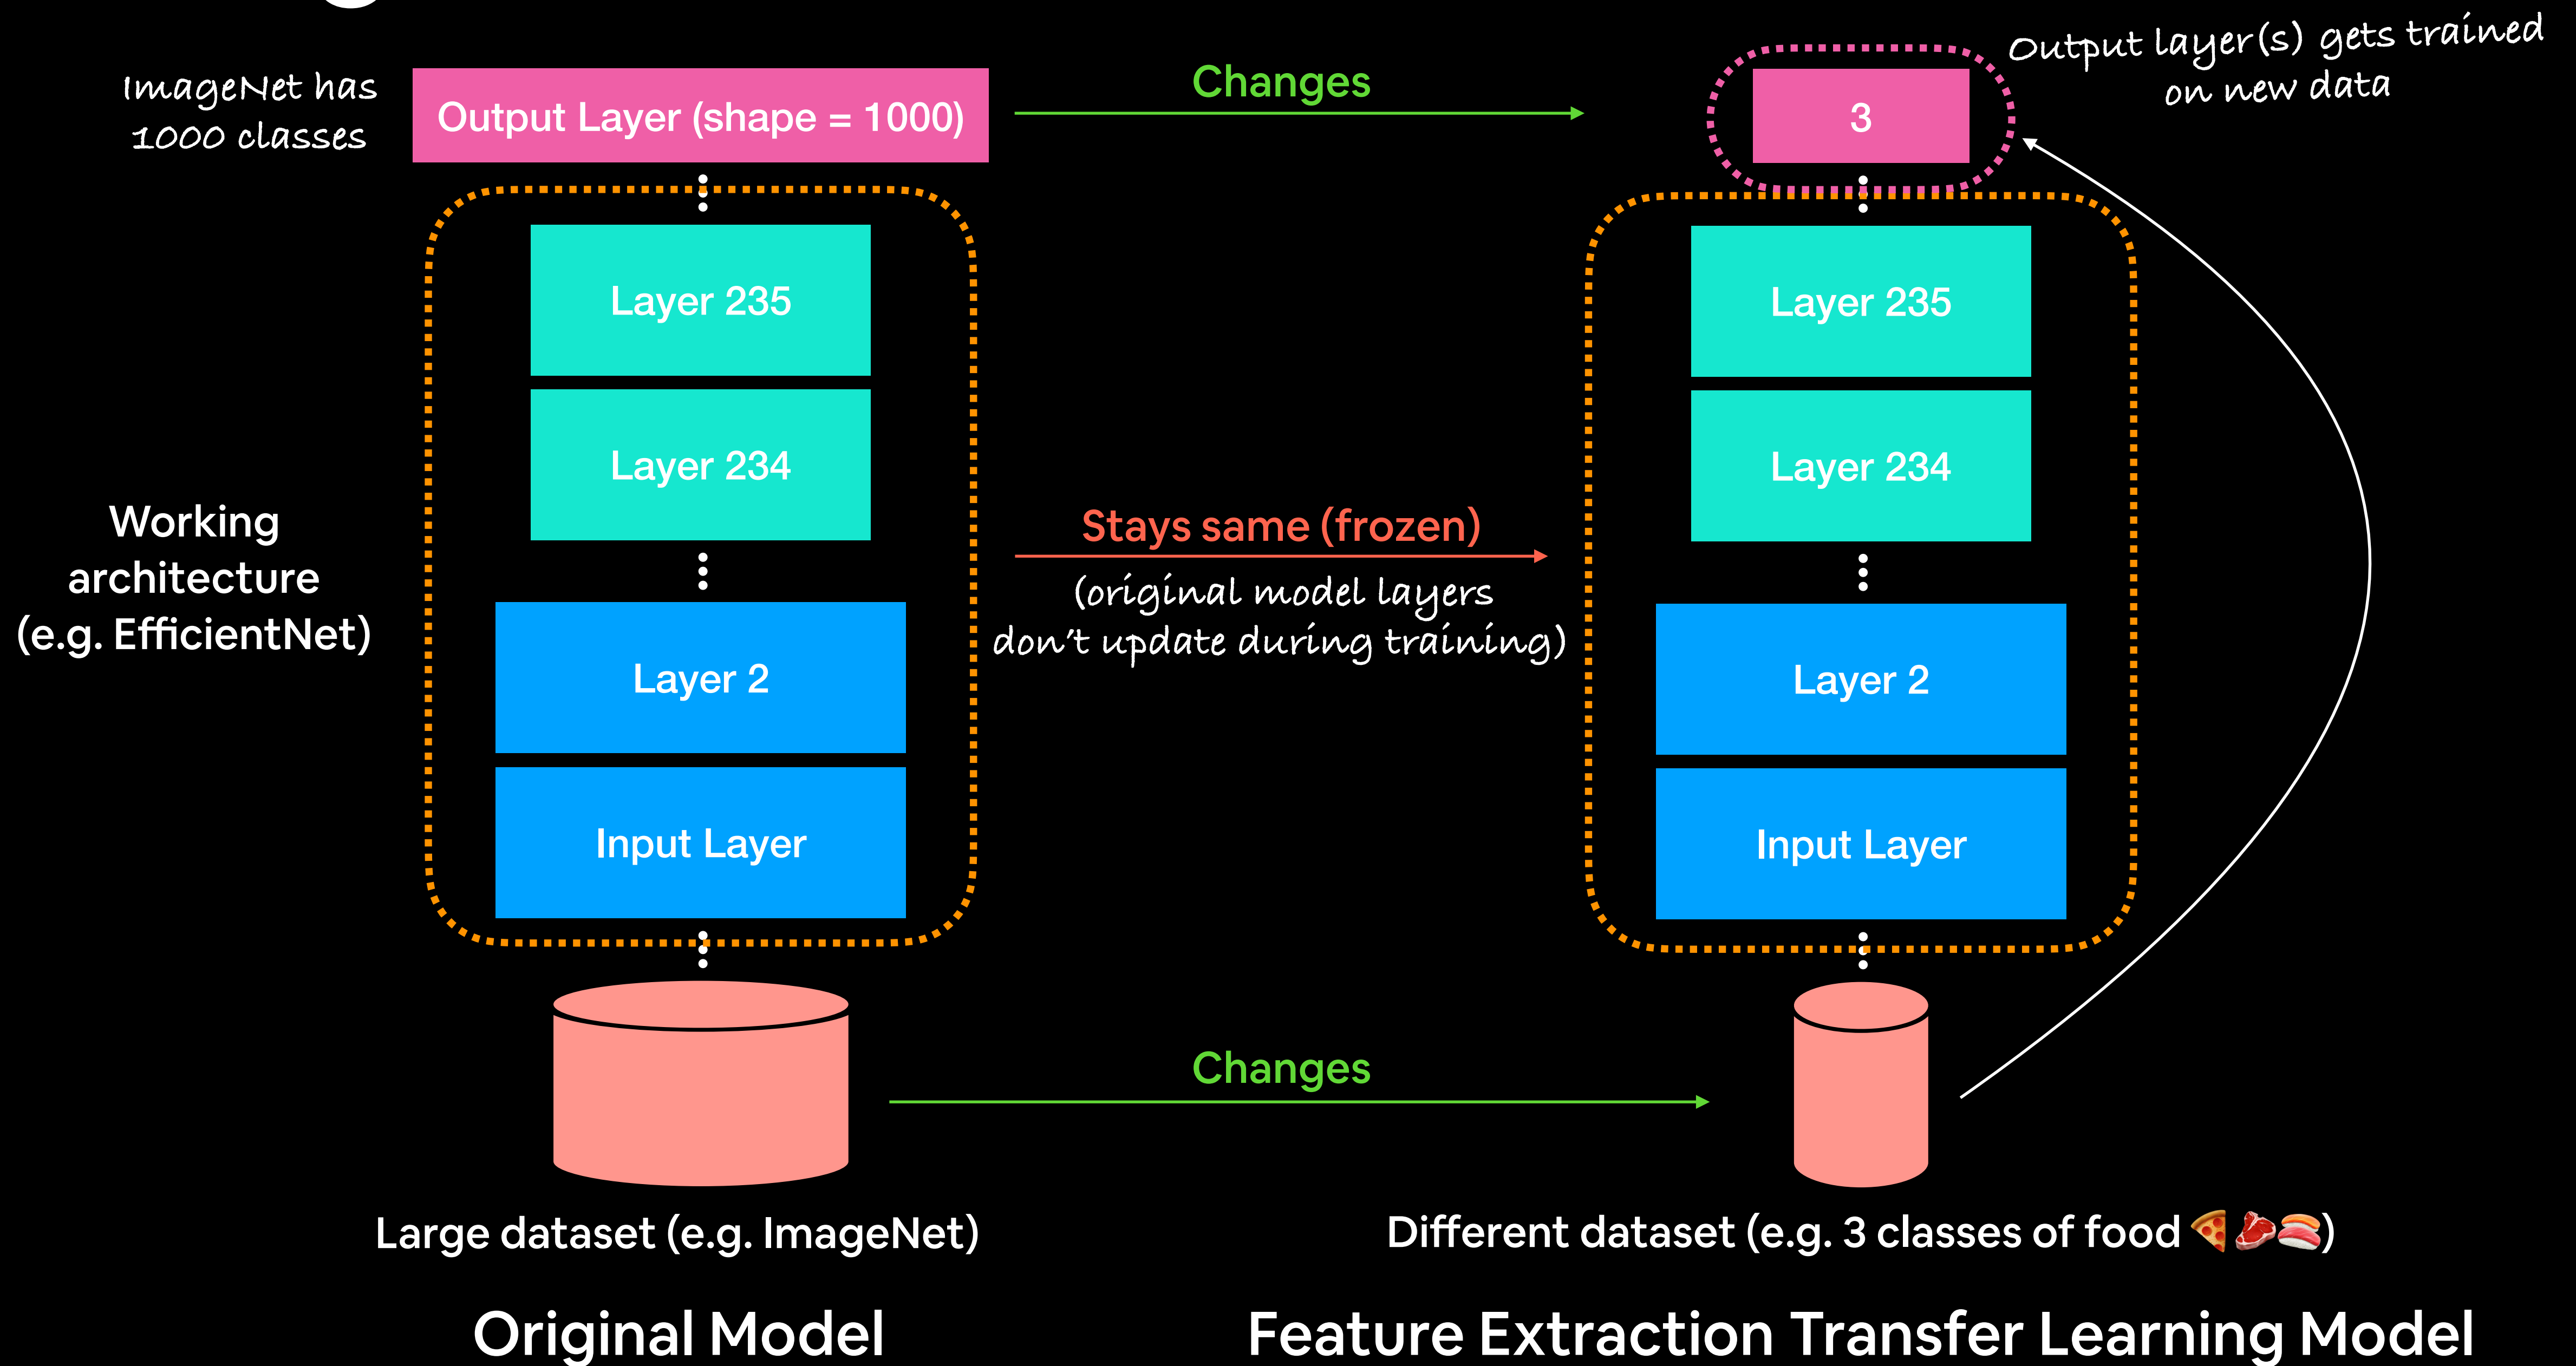 ImageNet has
1000 classes
Output Layer (shape = 1000)
Changes
3
Output layer(s) gets trained
on new data
Working
architecture
(e.g. EfficientNet)
Layer 235
Layer 234
Layer 2
Input Layer
Stays same (frozen)
(original model layers
don't update during training)
Layer 235
Layer 234
Layer 2
Input Layer
Changes
Large dataset (e.g. ImageNet)
Different dataset (e.g. 3 classes of food 🍕🥩🍣)
Original Model
Feature Extraction Transfer Learning Model